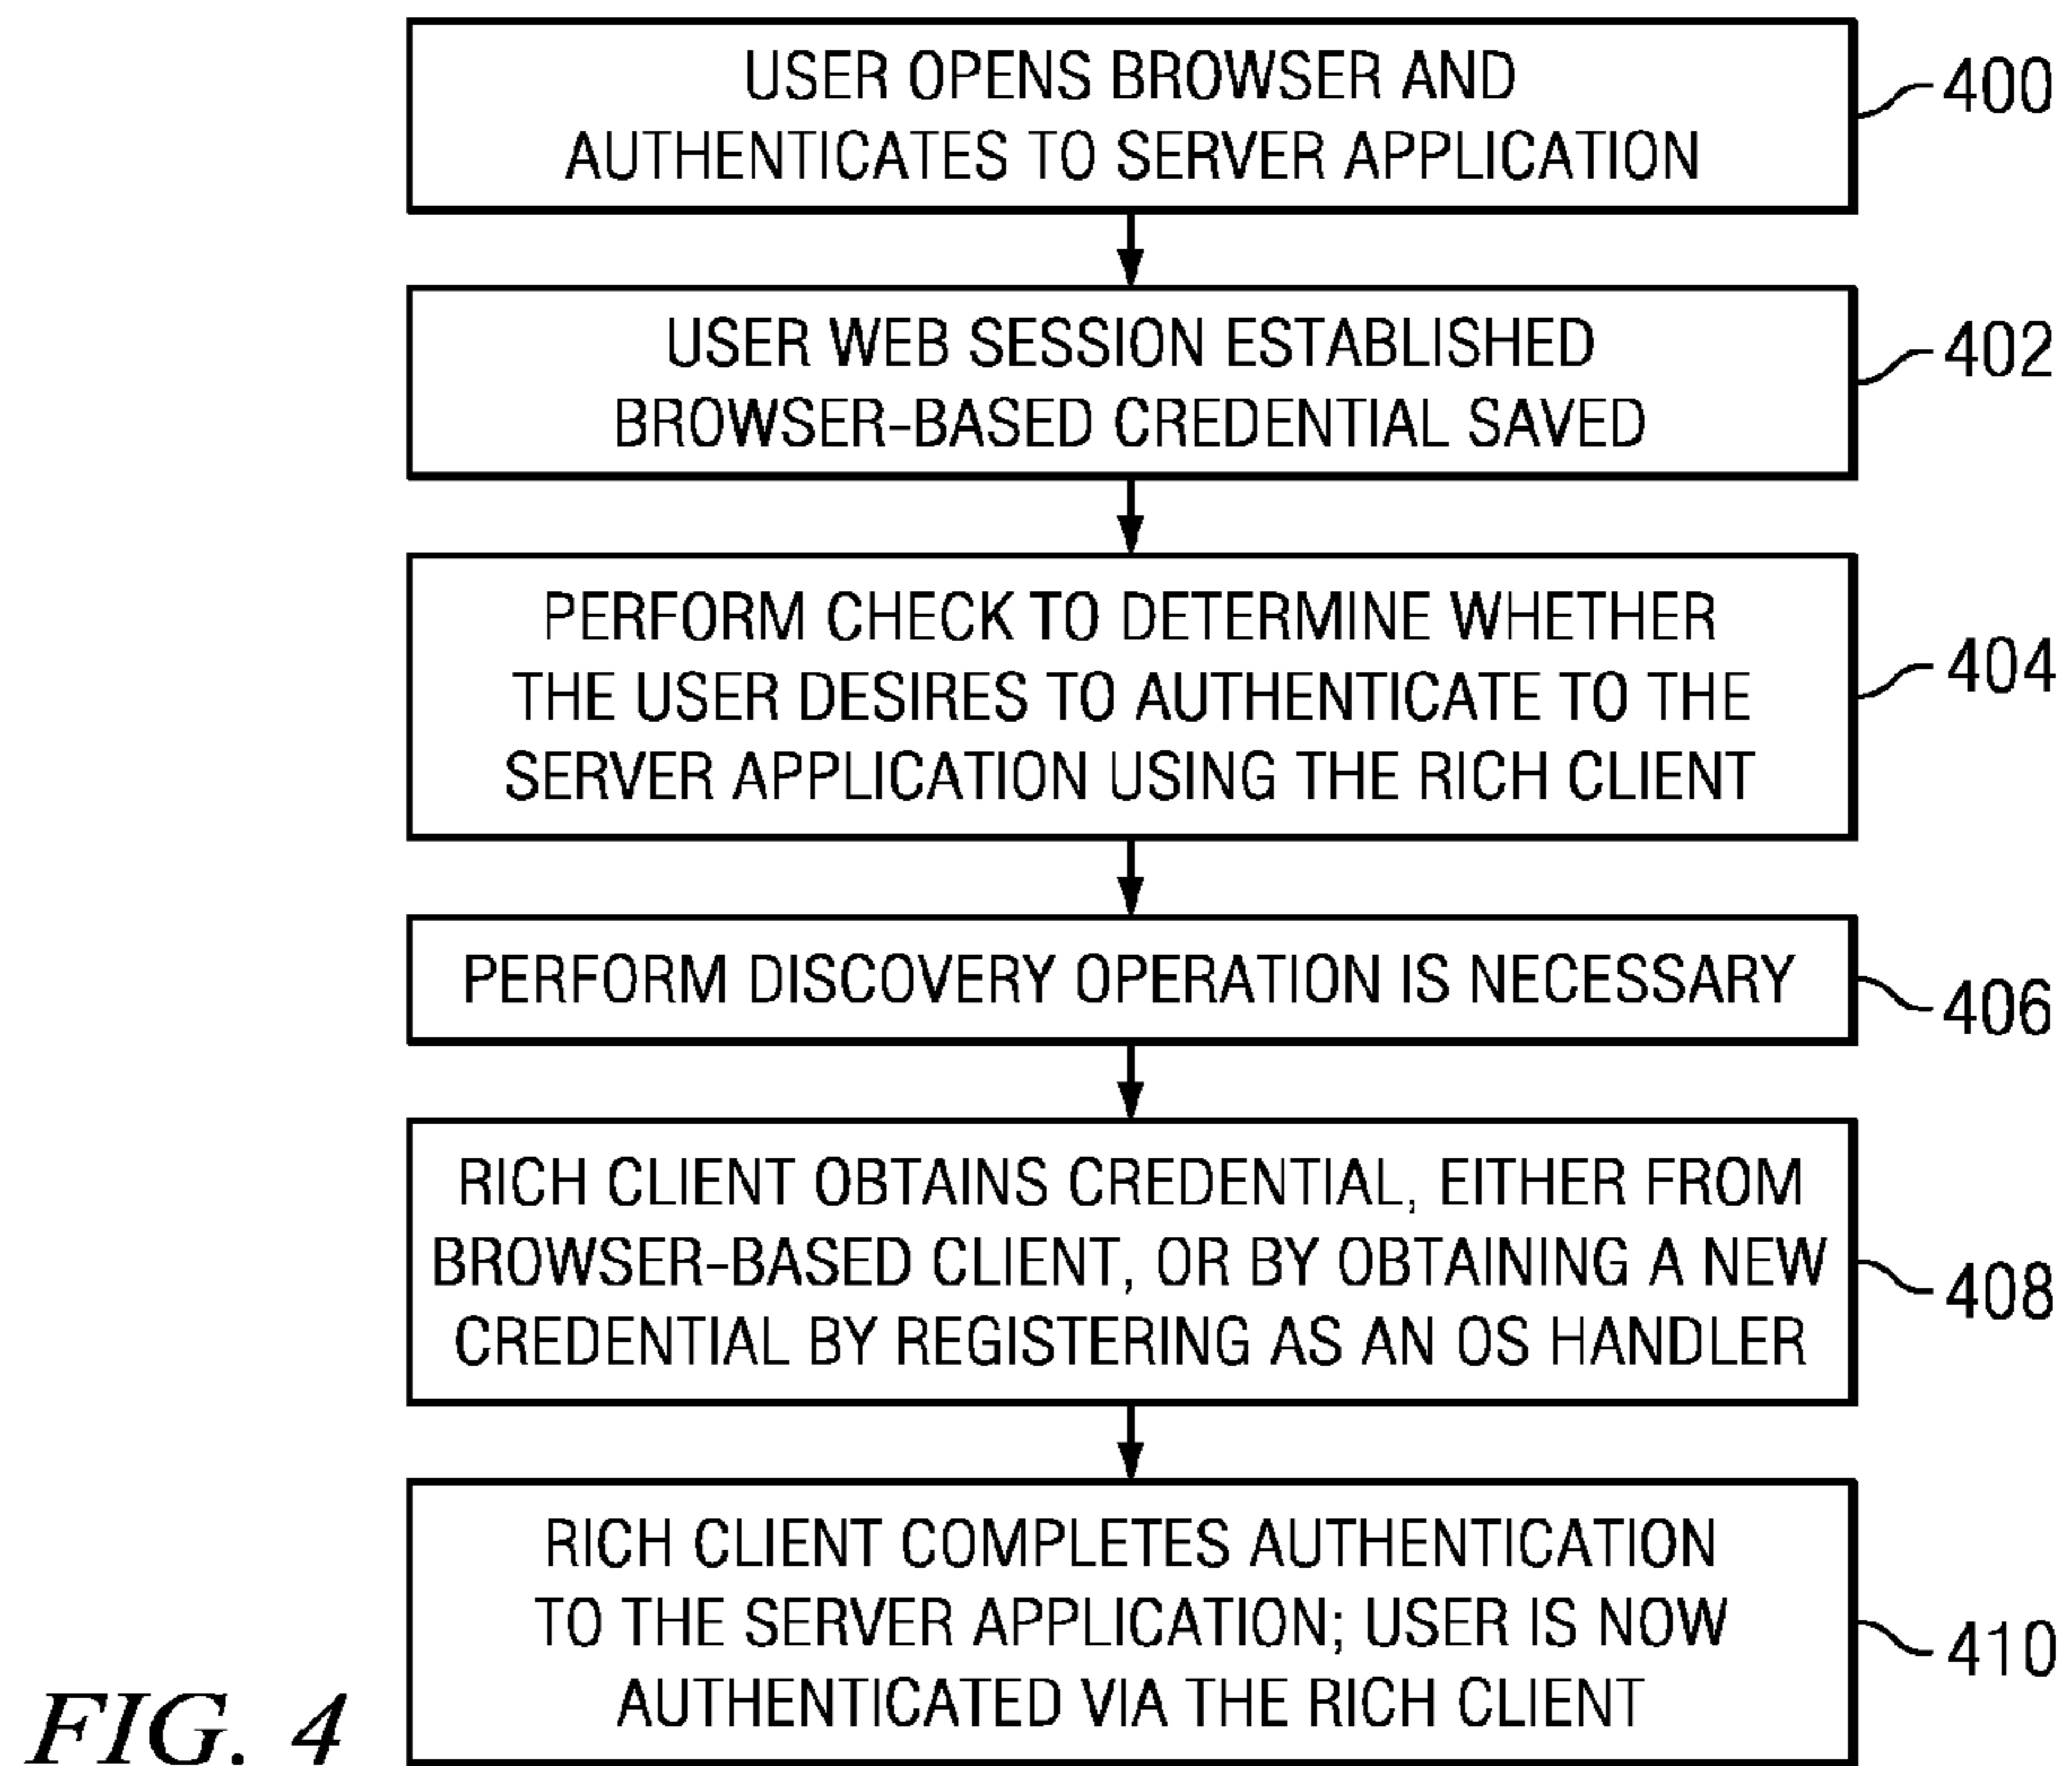 USER OPENS BROWSER AND
AUTHENTICATES TO SERVER APPLICATION
400
USER WEB SESSION ESTABLISHED
BROWSER-BASED CREDENTIAL SAVED
402
PERFORM CHECK TO DETERMINE WHETHER
THE USER DESIRES TO AUTHENTICATE TO THE
SERVER APPLICATION USING THE RICH CLIENT
404
PERFORM DISCOVERY OPERATION IS NECESSARY
406
RICH CLIENT OBTAINS CREDENTIAL, EITHER FROM
BROWSER-BASED CLIENT, OR BY OBTAINING A NEW
CREDENTIAL BY REGISTERING AS AN OS HANDLER
408
RICH CLIENT COMPLETES AUTHENTICATION
TO THE SERVER APPLICATION; USER IS NOW
AUTHENTICATED VIA THE RICH CLIENT
410
FIG. 4